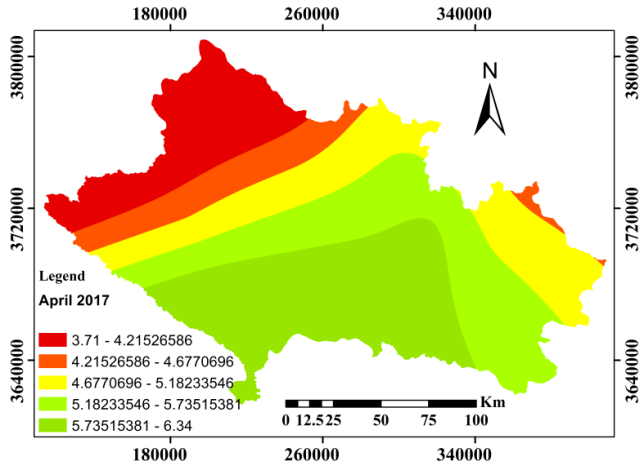 180000 260000 340000
3800000 3800000
N
3720000 3720000
Legend
April 2017
3.71 - 4.21526586
4.21526586 - 4.6770696
4.6770696 - 5.18233546
5.18233546 - 5.73515381
5.73515381 - 6.34
3640000 3640000
Km
0 12.525 50 75 100
180000 260000 340000